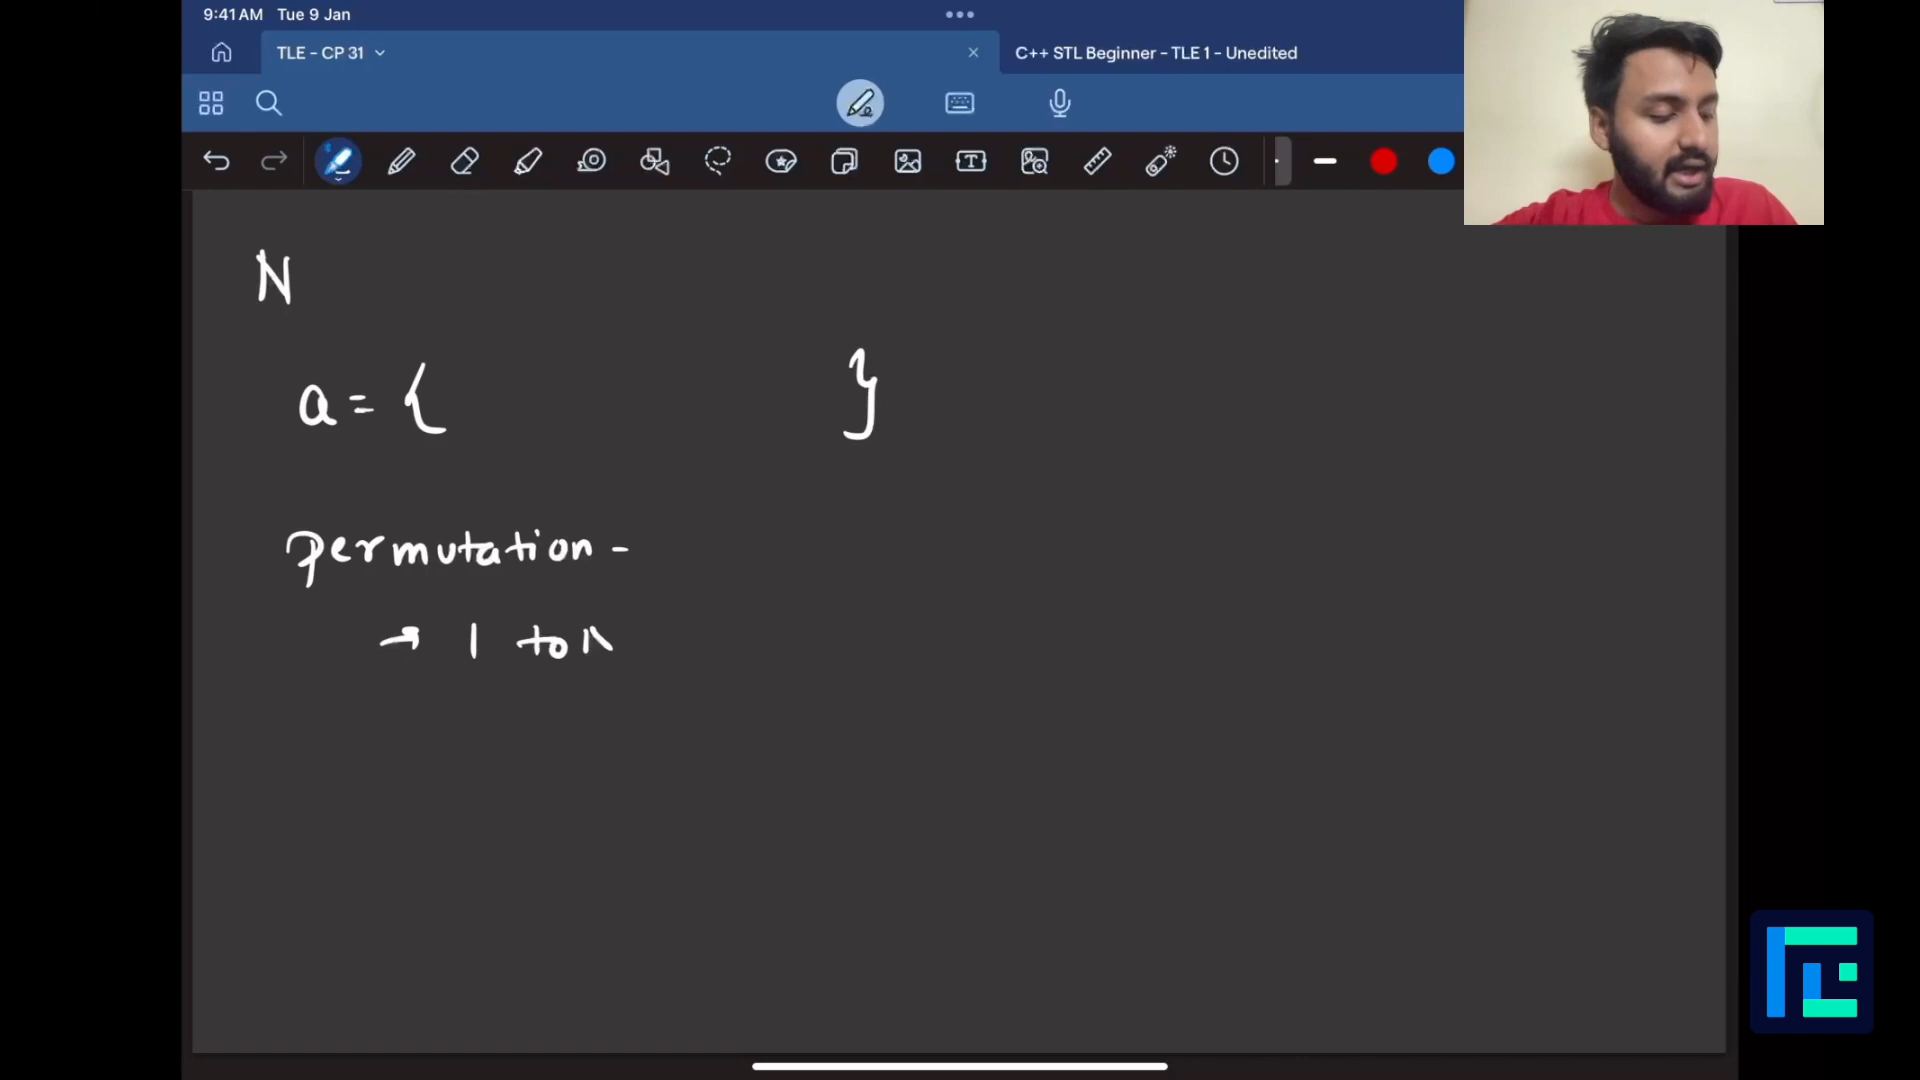 9:41 AM Tue 9 Jan
TLE - CP 31
C++ STL Beginner - TLE 1 - Unedited
N
a = { }
permutation -
→ 1 to N